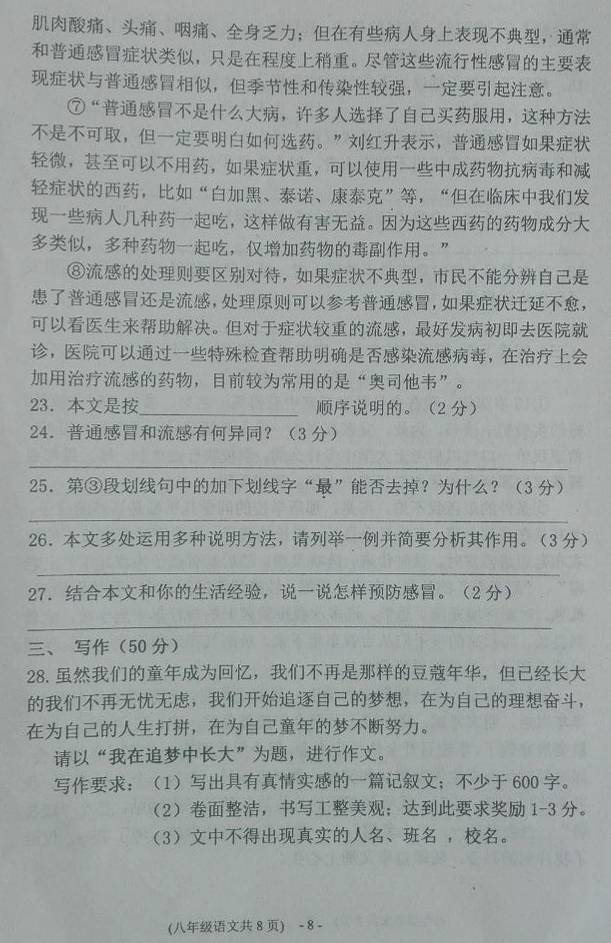 肌肉酸痛、头痛、咽痛、全身乏力；但在有些病人身上表现不典型，通常
和普通感冒症状类似，只是在程度上稍重。尽管这些流行性感冒的主要表
现症状与普通感冒相似，但季节性和传染性较强，一定要引起注意。
⑦“普通感冒不是什么大病，许多人选择了自己买药服用，这种方法
不是不可取，但一定要明白如何选药。”刘红升表示，普通感冒如果症状
轻微，甚至可以不用药，如果症状重，可以使用一些中成药物抗病毒和减
轻症状的西药，比如“白加黑、泰诺、康泰克”等，“但在临床中我们发
现一些病人几种药一起吃，这样做有害无益。因为这些西药的药物成分大
多类似，多种药物一起吃，仅增加药物的毒副作用。”
⑧流感的处理则要区别对待，如果症状不典型，市民不能分辨自己是
患了普通感冒还是流感，处理原则可以参考普通感冒，如果症状迁延不愈，
可以看医生来帮助解决。但对于症状较重的流感，最好发病初即去医院就
诊，医院可以通过一些特殊检查帮助明确是否感染流感病毒，在治疗上会
加用治疗流感的药物，目前较为常用的是“奥司他韦”。
23．本文是按______________顺序说明的。（2 分）
24．普通感冒和流感有何异同？（3 分）
25．第③段划线句中的加下划线字“最”能否去掉？为什么？（3 分）
26．本文多处运用多种说明方法，请列举一例并简要分析其作用。（3 分）
27．结合本文和你的生活经验，说一说怎样预防感冒。（2 分）
三、 写作（50 分）
28. 虽然我们的童年成为回忆，我们不再是那样的豆蔻年华，但已经长大
的我们不再无忧无虑，我们开始追逐自己的梦想，在为自己的理想奋斗，
在为自己的人生打拼，在为自己童年的梦不断努力。
请以“我在追梦中长大”为题，进行作文。
写作要求：（1）写出具有真情实感的一篇记叙文；不少于 600 字。
（2）卷面整洁，书写工整美观；达到此要求奖励 1-3 分。
（3）文中不得出现真实的人名、班名 ，校名。
（八年级语文共 8 页） - 8 -